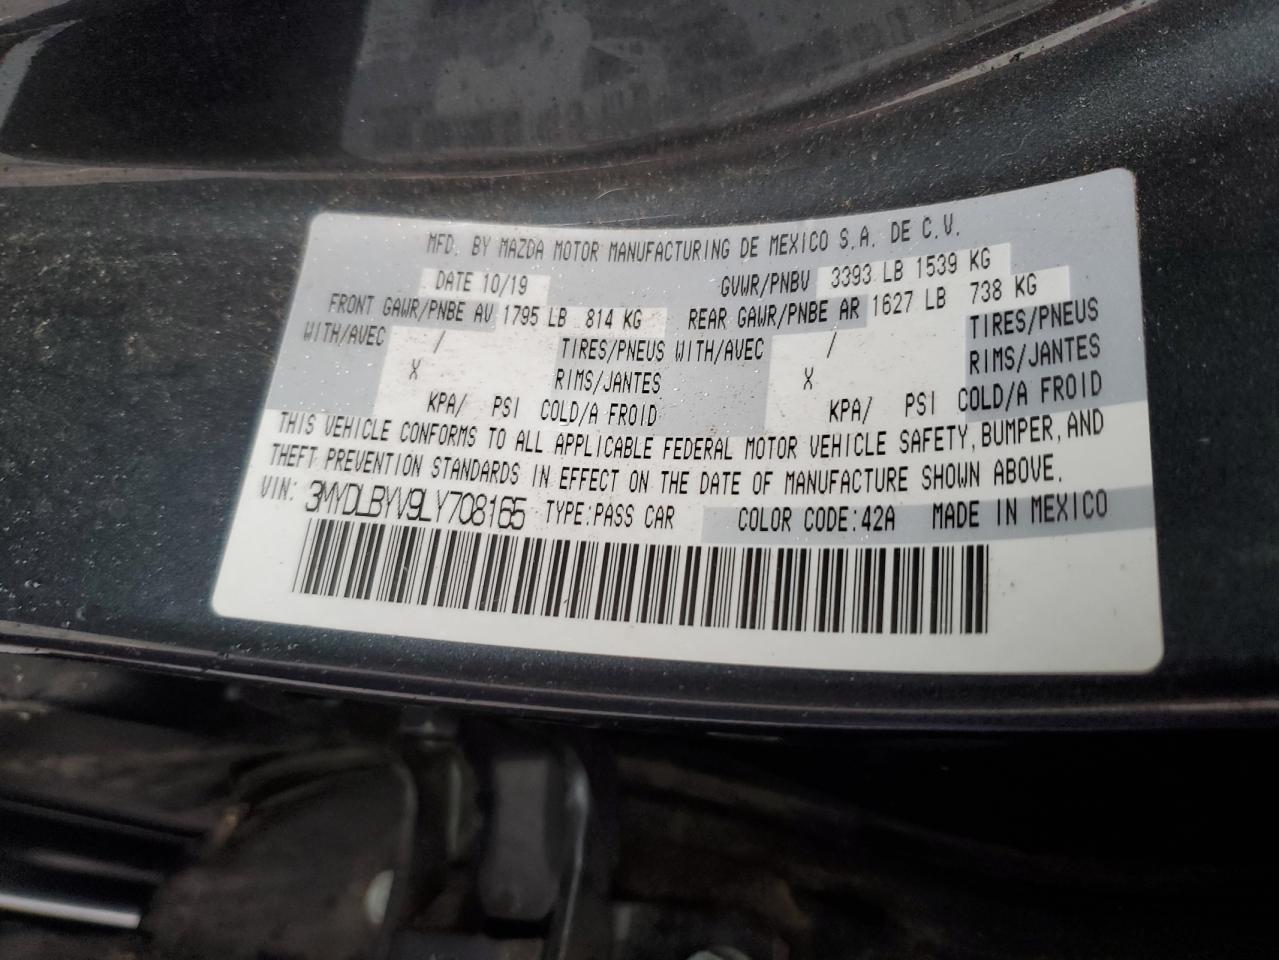 MFD. BY MAZDA MOTOR MANUFACTURING DE MEXICO S.A. DE C.V.
DATE 10/19 GVWR/PNBV 3393 LB 1539 KG
FRONT GAWR/PNBE AV 1795 LB 814 KG REAR GAWR/PNBE AR 1627 LB 738 KG
WITH/AVEC / TIRES/PNEUS WITH/AVEC / TIRES/PNEUS
X RIMS/JANTES X RIMS/JANTES
KPA/ PSI COLD/A FROID KPA/ PSI COLD/A FROID
THIS VEHICLE CONFORMS TO ALL APPLICABLE FEDERAL MOTOR VEHICLE SAFETY, BUMPER, AND
THEFT PREVENTION STANDARDS IN EFFECT ON THE DATE OF MANUFACTURE SHOWN ABOVE.
VIN: 3MYDLBYV9LY708165 TYPE:PASS CAR COLOR CODE:42A MADE IN MEXICO